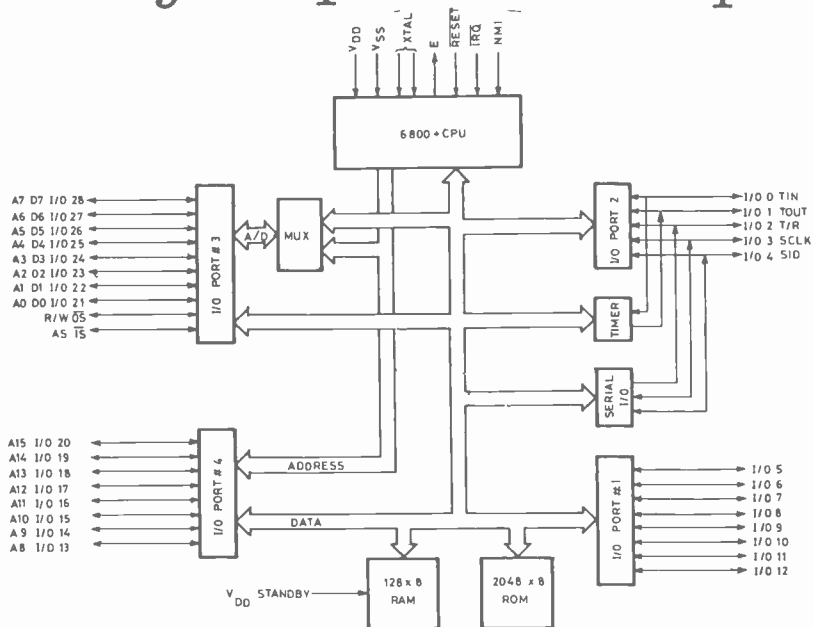 VDD
VSS
XTAL
E
RESET
IRQ
NMI
6800 + CPU
A7 D7 I/O 28
A6 D6 I/O 27
A5 D5 I/O 26
A4 D4 I/O 25
A3 D3 I/O 24
A2 D2 I/O 23
A1 D1 I/O 22
A0 D0 I/O 21
R/W OS
AS IS
I/O PORT # 3
A/D
MUX
I/O PORT 2
I/O 0 TIN
I/O 1 TOUT
I/O 2 T/R
I/O 3 SCLK
I/O 4 SID
TIMER
SERIAL
I/O
A15 I/O 20
A14 I/O 19
A13 I/O 18
A12 I/O 17
A11 I/O 16
A10 I/O 15
A9 I/O 14
A8 I/O 13
I/O PORT # 4
ADDRESS
DATA
I/O PORT #1
I/O 5
I/O 6
I/O 7
I/O 8
I/O 9
I/O 10
I/O 11
I/O 12
VDD STANDBY
128 x 8
RAM
2048 x 8
ROM